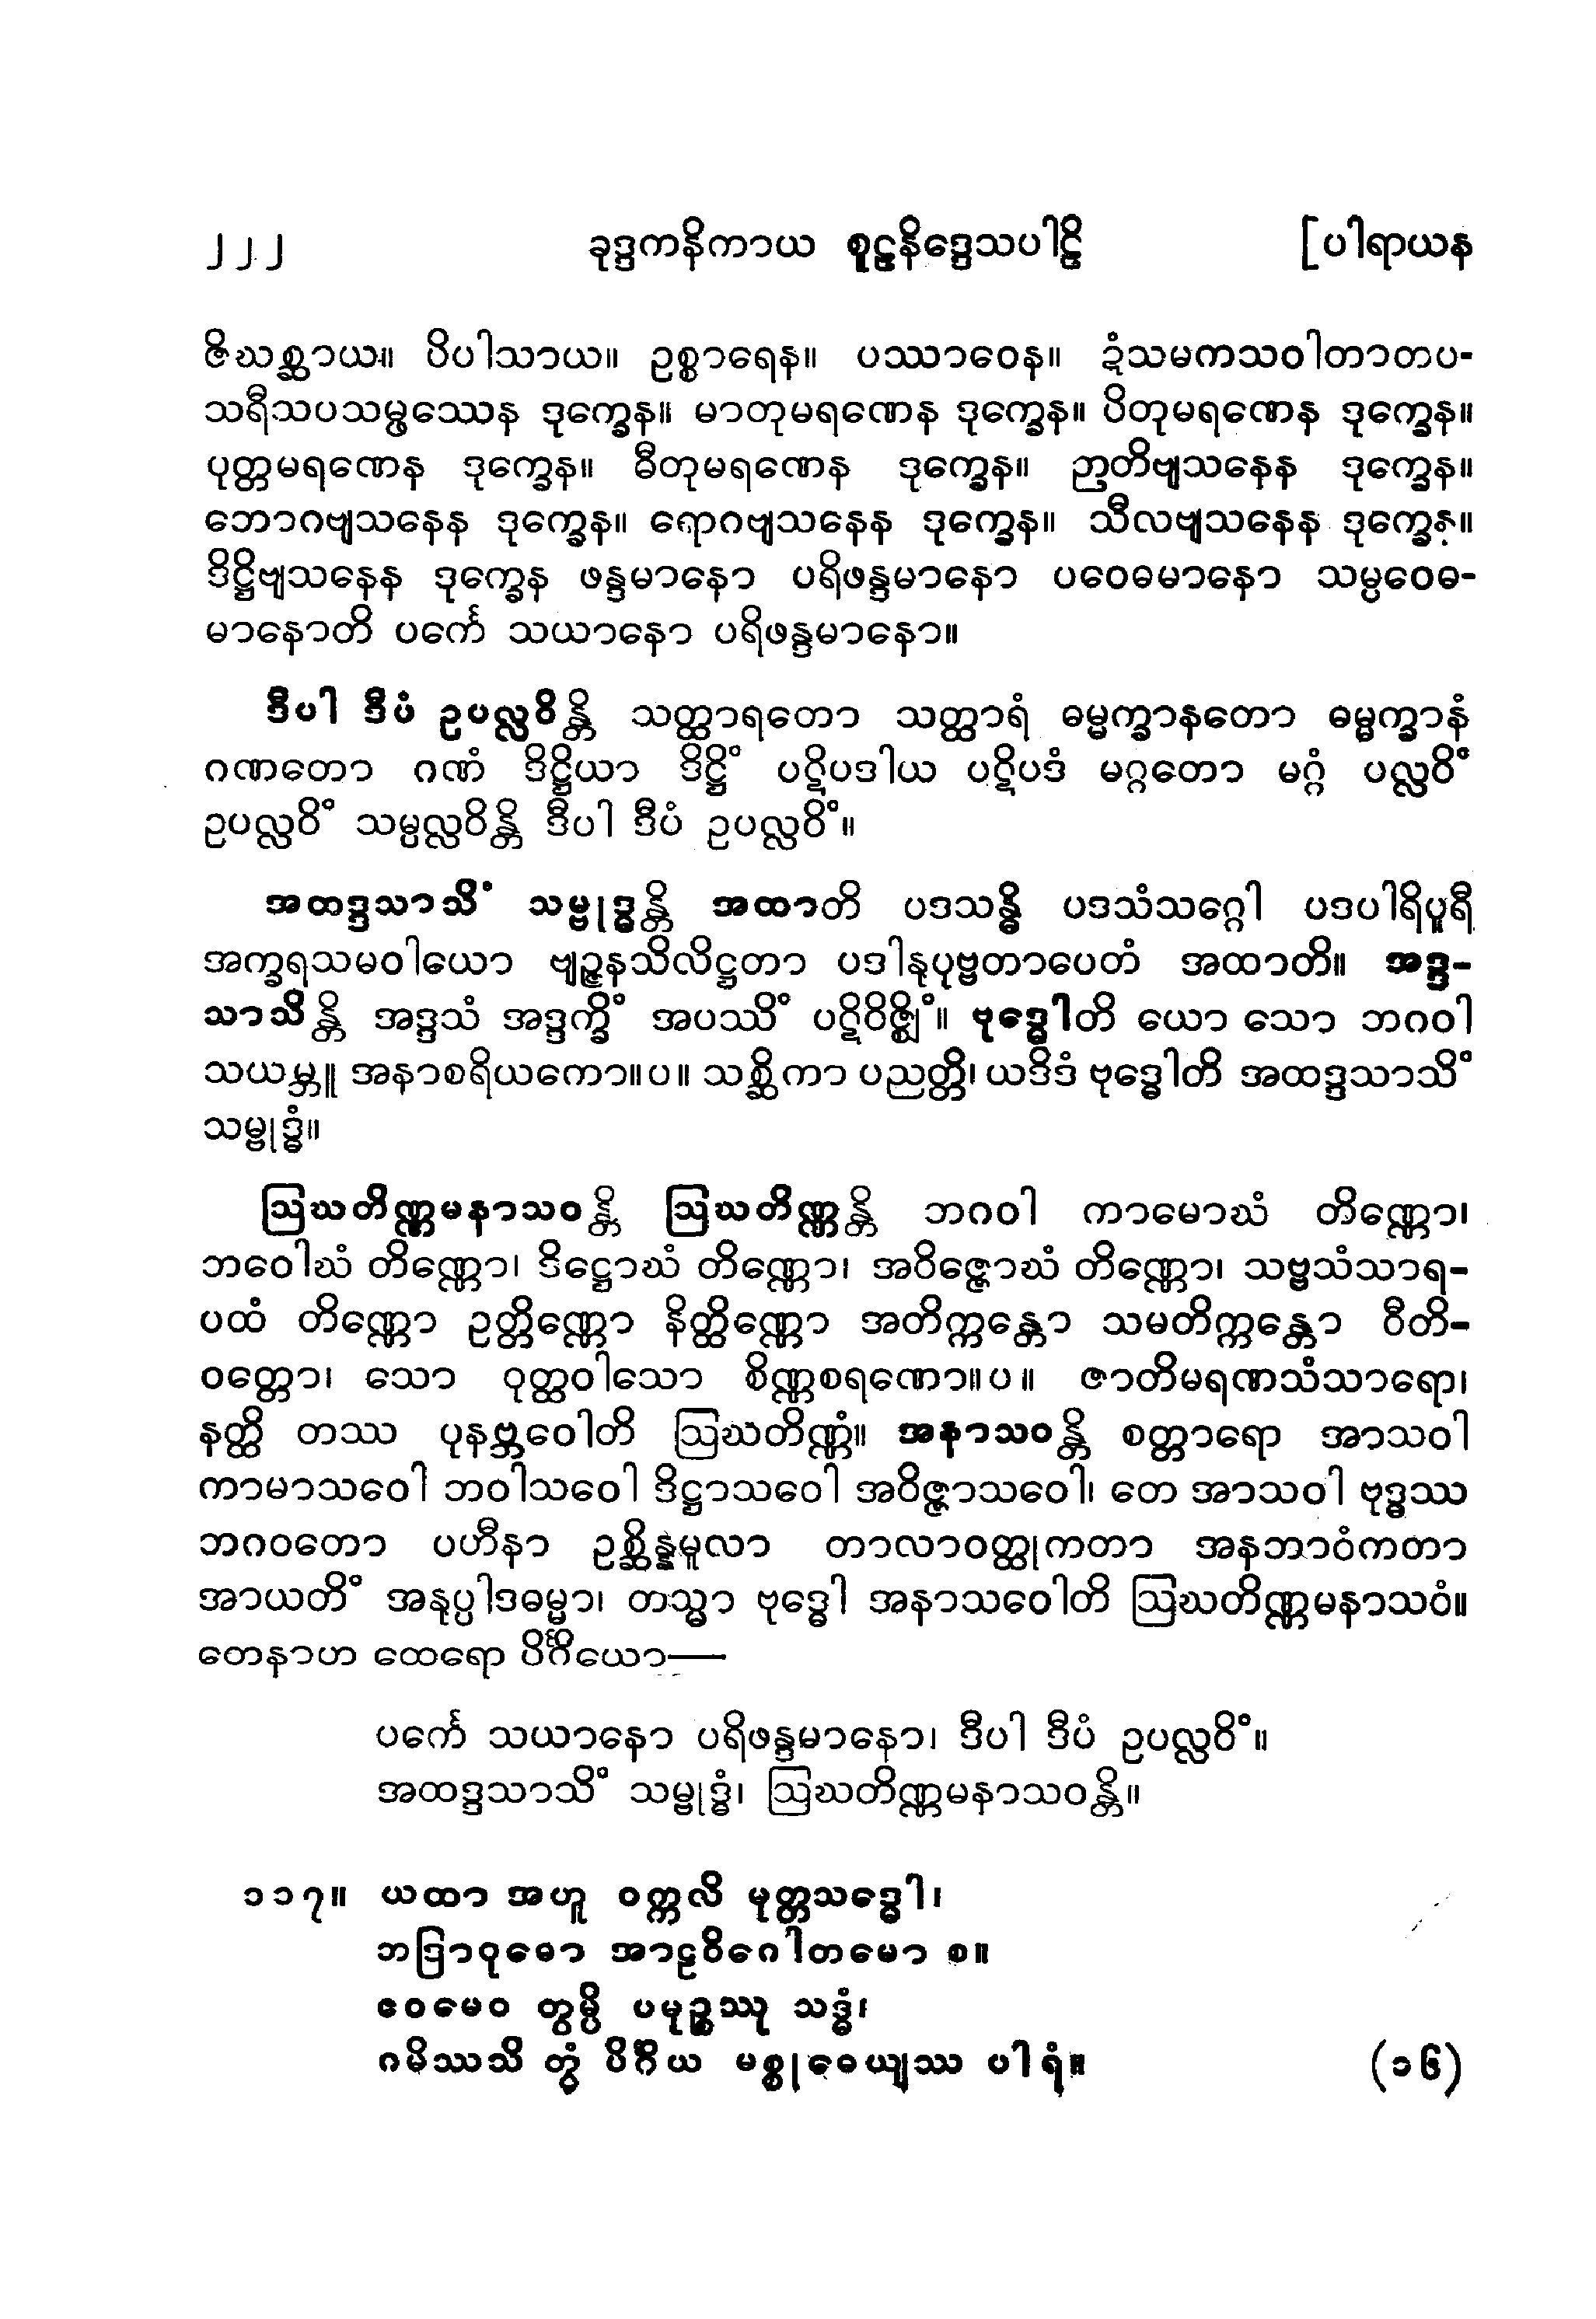 ၂၂၂ ခုဒ္ဒကနိကာယ စူဠနိဒ္ဒေသပါဠိ [ပါရာယန
ဇိဃစ္ဆာယ။ ပိပါသာယ။ ဥစ္စာရေန။ ပဿာဝေန။ ဍံသမကသဝါတာတပ-
သရီသပသမ္ဖဿေန ဒုက္ခေန။ မာတုမရဏေန ဒုက္ခေန။ ပိတုမရဏေန ဒုက္ခေန။
ပုတ္တမရဏေန ဒုက္ခေန။ ဓီတုမရဏေန ဒုက္ခေန။ ဉာတိဗျသနေန ဒုက္ခေန။
ဘောဂဗျသနေန ဒုက္ခေန။ ရောဂဗျသနေန ဒုက္ခေန။ သီလဗျသနေန ဒုက္ခေန။
ဒိဋ္ဌိဗျသနေန ဒုက္ခေန ဖန္ဒမာနော ပရိဖန္ဒမာနော ပဝေဓမာနော သမ္ပဝေဓ-
မာနောတိ ပင်္ကေ သယာနော ပရိဖန္ဒမာနော။
ဒီပါ ဒီပံ ဥပလ္လဝိန္တိ သတ္ထာရတော သတ္ထာရံ ဓမ္မက္ခာနတော ဓမ္မက္ခာနံ
ဂဏတော ဂဏံ ဒိဋ္ဌိယာ ဒိဋ္ဌိံ ပဋိပဒါယ ပဋိပဒံ မဂ္ဂတော မဂ္ဂံ ပလ္လဝိံ
ဥပလ္လဝိံ သမ္ပလ္လဝိန္တိ ဒီပါ ဒီပံ ဥပလ္လဝိံ။
အထဒ္ဒသာသိံ သမ္ဗုဒ္ဓန္တိ အထာတိ ပဒသန္ဓိ ပဒသံသဂ္ဂေါ ပဒပါရိပူရီ
အက္ခရသမဝါယော ဗျဉ္ဇနသိလိဋ္ဌတာ ပဒါနုပုဗ္ဗတာပေတံ အထာတိ။ အဒ္ဒ-
သာသိန္တိ အဒ္ဒသံ အဒ္ဒက္ခိံ အပဿိံ ပဋိဝိဇ္ဈိံ။ ဗုဒ္ဓေါတိ ယော သော ဘဂဝါ
သယမ္ဘူ အနာစရိယကော။ပ။ သစ္ဆိကာ ပညတ္တိ၊ ယဒိဒံ ဗုဒ္ဓေါတိ အထဒ္ဒသာသိံ
သမ္ဗုဒ္ဓံ။
ဩဃတိဏ္ဏမနာသဝန္တိ ဩဃတိဏ္ဏန္တိ ဘဂဝါ ကာမောဃံ တိဏ္ဏော၊
ဘဝေါဃံ တိဏ္ဏော၊ ဒိဋ္ဌောဃံ တိဏ္ဏော၊ အဝိဇ္ဇောဃံ တိဏ္ဏော၊ သဗ္ဗသံသာရ-
ပထံ တိဏ္ဏော ဥတ္တိဏ္ဏော နိတ္ထိဏ္ဏော အတိက္ကန္တော သမတိက္ကန္တော ဝီတိ-
ဝတ္တော၊ သော ဝုတ္ထဝါသော စိဏ္ဏစရဏော။ပ။ ဇာတိမရဏသံသာရော၊
နတ္ထိ တဿ ပုနဗ္ဘဝေါတိ ဩဃတိဏ္ဏံ။ အနာသဝန္တိ စတ္တာရော အာသဝါ
ကာမာသဝေါ ဘဝါသဝေါ ဒိဋ္ဌာသဝေါ အဝိဇ္ဇာသဝေါ၊ တေ အာသဝါ ဗုဒ္ဓဿ
ဘဂဝတော ပဟီနာ ဥစ္ဆိန္နမူလာ တာလာဝတ္ထုကတာ အနဘာဝံကတာ
အာယတိံ အနုပ္ပါဒဓမ္မာ၊ တသ္မာ ဗုဒ္ဓေါ အနာသဝေါတိ ဩဃတိဏ္ဏမနာသဝံ။
တေနာဟ ထေရော ပိင်္ဂိယော—
ပင်္ကေ သယာနော ပရိဖန္ဒမာနော၊ ဒီပါ ဒီပံ ဥပလ္လဝိံ။
အထဒ္ဒသာသိံ သမ္ဗုဒ္ဓံ၊ ဩဃတိဏ္ဏမနာသဝန္တိ။
၁၁၇။ ယထာ အဟူ ဝက္ကလိ မုတ္တသဒ္ဓေါ၊
ဘဒြာဝုဓော အာဠဝိဂေါတမော စ။
ဧဝမေဝ တွမ္ပိ ပမုဉ္စဿု သဒ္ဓံ၊
ဂမိဿသိ တွံ ပိင်္ဂိယ မစ္စုဓေယျဿ ပါရံ။ (၁၆)